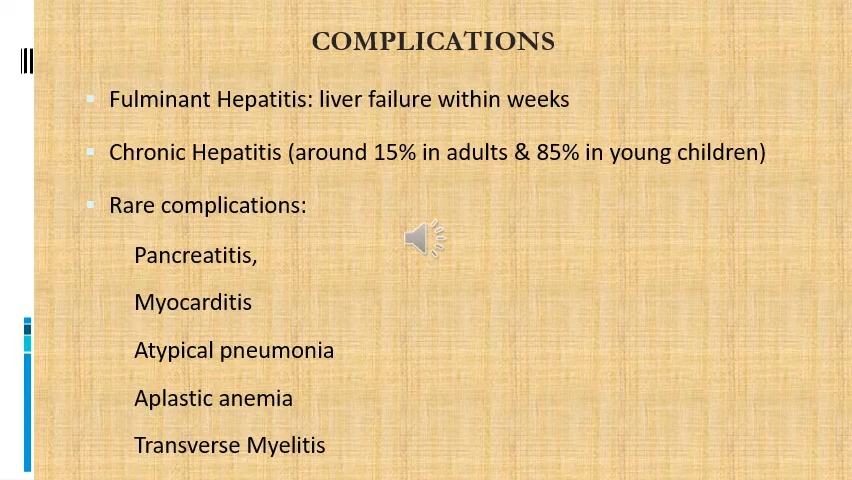 COMPLICATIONS
Fulminant Hepatitis: liver failure within weeks
Chronic Hepatitis (around 15% in adults & 85% in young children)
Rare complications:
Pancreatitis,
Myocarditis
Atypical pneumonia
Aplastic anemia
Transverse Myelitis